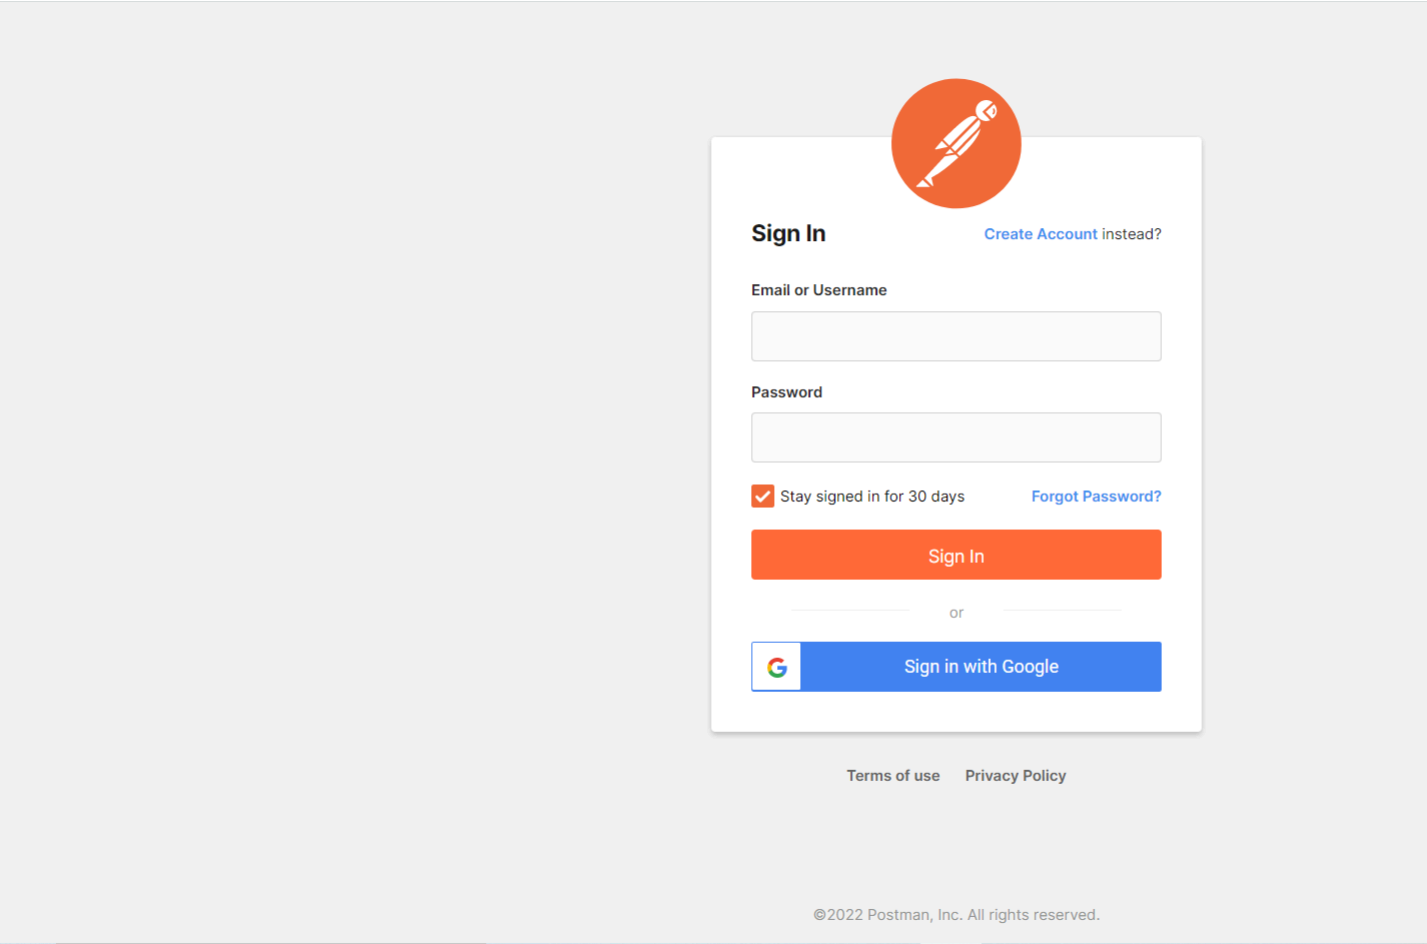 Sign In
Create Account instead?
Email or Username
Password
Stay signed in for 30 days
Forgot Password?
Sign In
or
Sign in with Google
Terms of use
Privacy Policy
©2022 Postman, Inc. All rights reserved.